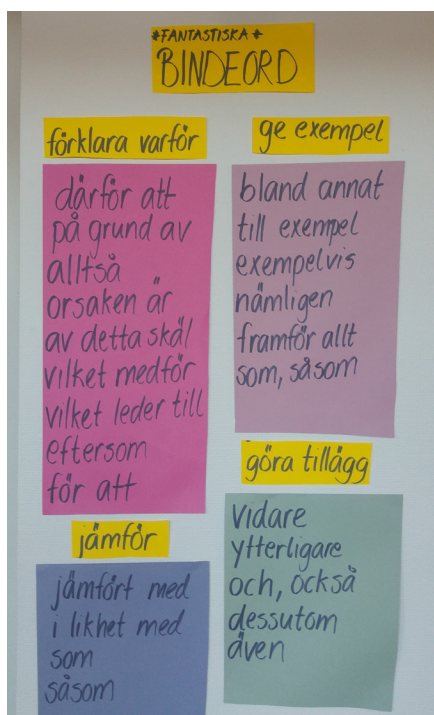 *FANTASTISKA*
BINDEORD
förklara varför
därför att
på grund av
alltså
orsaken är
av detta skäl
vilket medför
vilket leder till
eftersom
för att
ge exempel
bland annat
till exempel
exempelvis
nämligen
framför allt
som, såsom
jämför
jämfört med
i likhet med
som
såsom
göra tillägg
vidare
ytterligare
och, också
dessutom
även